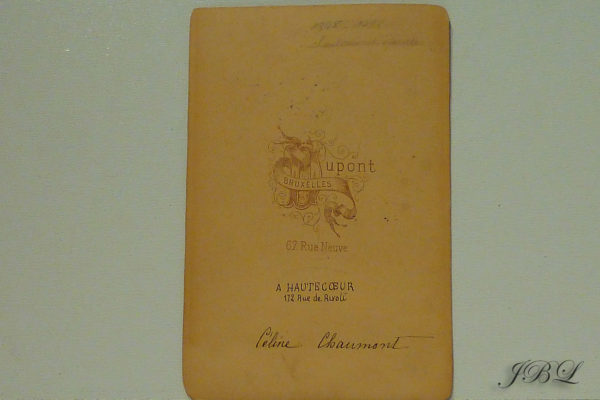 Dupont
BRUXELLES
67 Rue Neuve
A HAUTECŒUR
172 Rue de Rivoli
Céline Chaumont
JBL